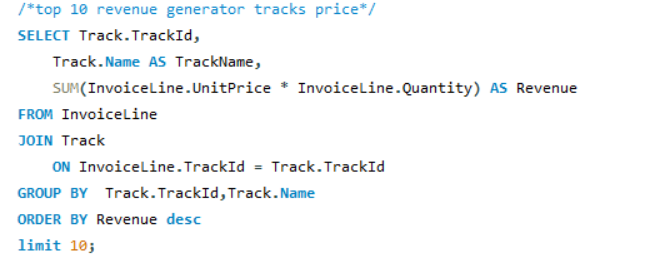 /*top 10 revenue generator tracks price*/
SELECT Track.TrackId,
    Track.Name AS TrackName,
    SUM(InvoiceLine.UnitPrice * InvoiceLine.Quantity) AS Revenue
FROM InvoiceLine
JOIN Track
    ON InvoiceLine.TrackId = Track.TrackId
GROUP BY  Track.TrackId,Track.Name
ORDER BY Revenue desc
limit 10;